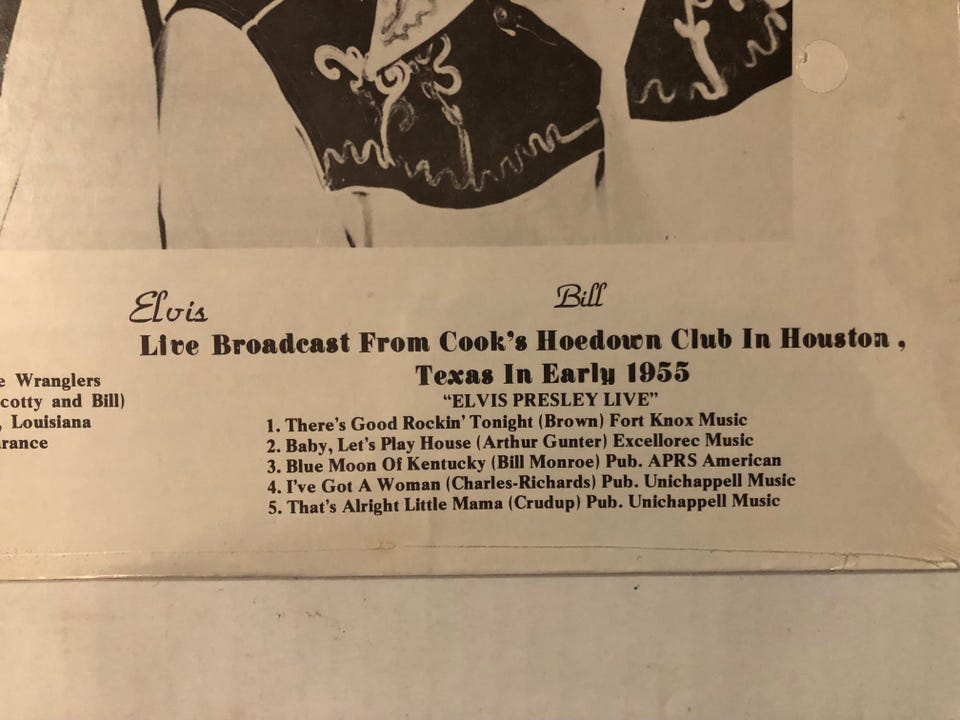 Elvis
Bill
Live Broadcast From Cook's Hoedown Club In Houston,
Texas In Early 1955
"ELVIS PRESLEY LIVE"
1. There's Good Rockin' Tonight (Brown) Fort Knox Music
2. Baby, Let's Play House (Arthur Gunter) Excellorec Music
3. Blue Moon Of Kentucky (Bill Monroe) Pub. APRS American
4. I've Got A Woman (Charles-Richards) Pub. Unichappell Music
5. That's Alright Little Mama (Crudup) Pub. Unichappell Music
e Wranglers
cotty and Bill)
, Louisiana
rance